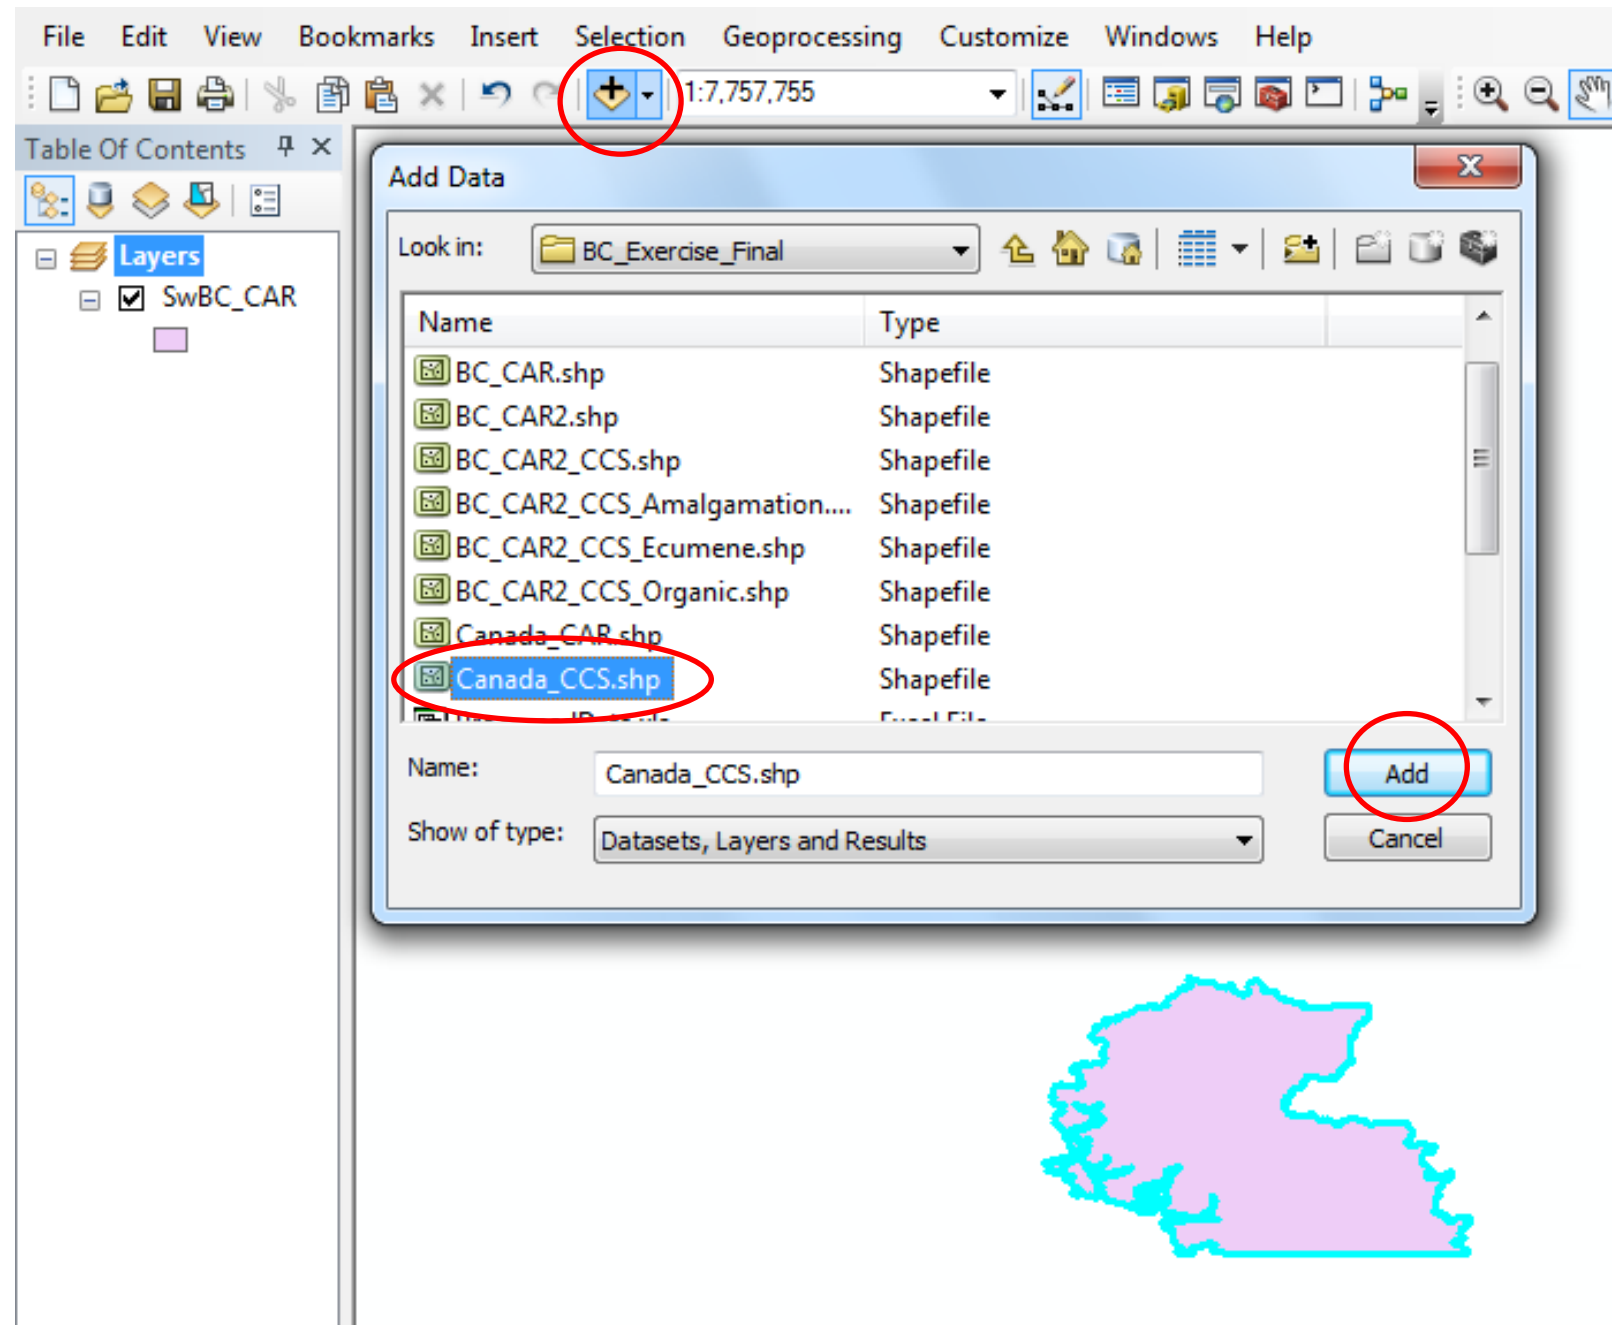 File Edit View Bookmarks Insert Selection Geoprocessing Customize Windows Help
1:7,757,755
Table Of Contents
Layers
SwBC_CAR
Add Data
Look in: BC_Exercise_Final
Name Type
BC_CAR.shp Shapefile
BC_CAR2.shp Shapefile
BC_CAR2_CCS.shp Shapefile
BC_CAR2_CCS_Amalgamation.... Shapefile
BC_CAR2_CCS_Ecumene.shp Shapefile
BC_CAR2_CCS_Organic.shp Shapefile
Canada_CAR.shp Shapefile
Canada_CCS.shp Shapefile
Excel File
Name: Canada_CCS.shp Add
Show of type: Datasets, Layers and Results Cancel